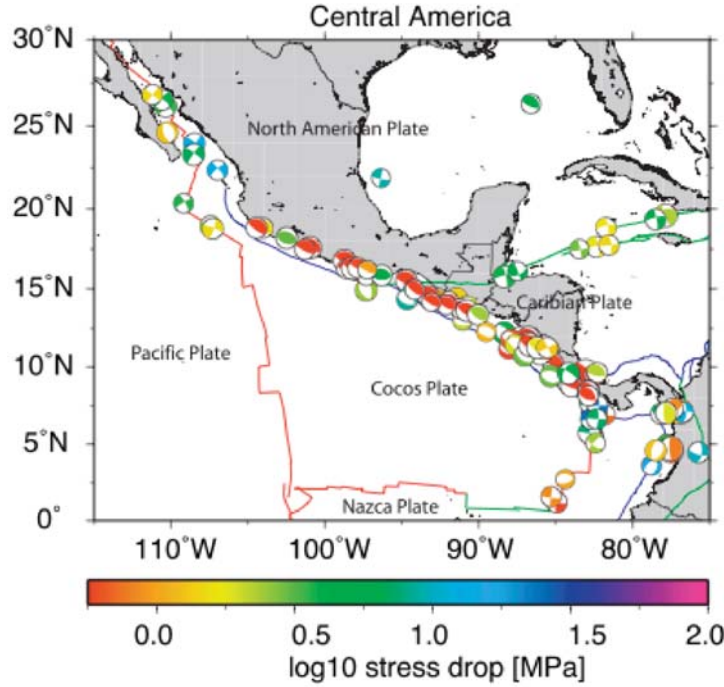 Central America
30°N
25°N
20°N
15°N
10°N
5°N
0°
North American Plate
Caribian Plate
Pacific Plate
Cocos Plate
Nazca Plate
110°W
100°W
90°W
80°W
0.0
0.5
1.0
1.5
2.0
log10 stress drop [MPa]